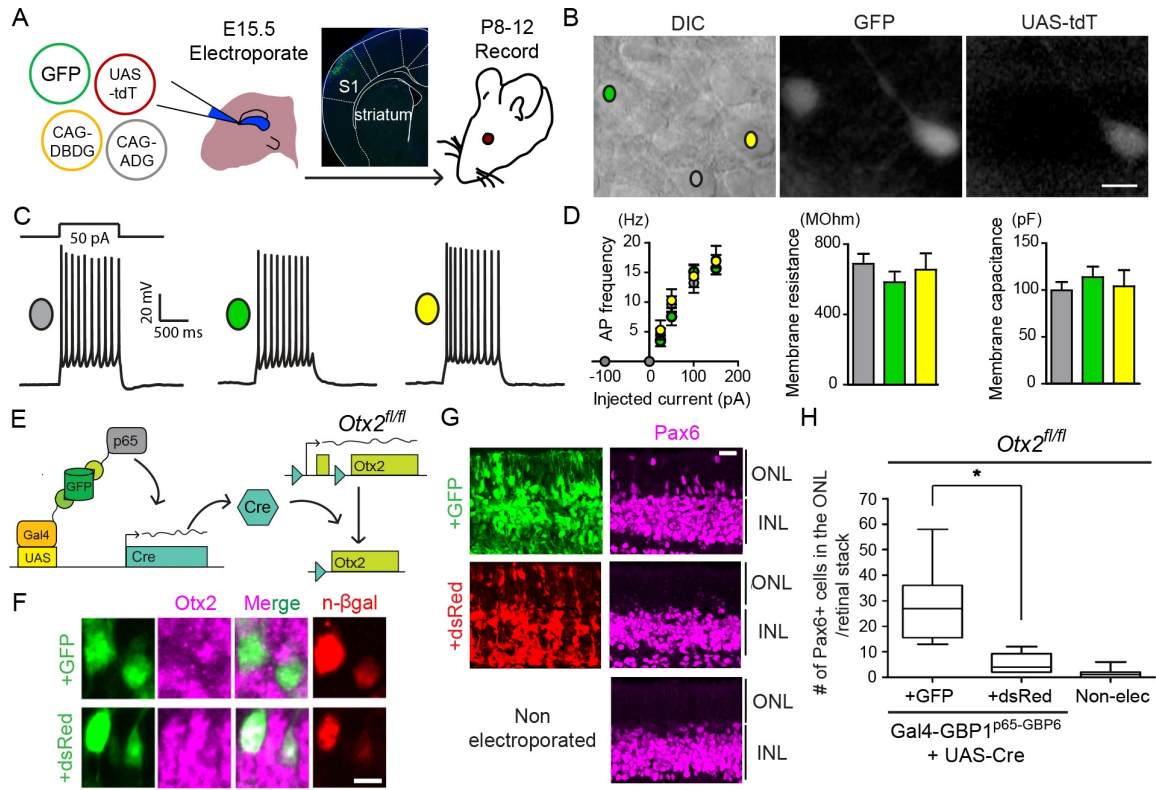 A
E15.5
Electroporate
P8-12
Record
GFP
UAS
-tdT
CAG-
DBDG
CAG-
ADG
S1
striatum
B
DIC
GFP
UAS-tdT
C
50 pA
20 mV
500 ms
D
(Hz)
AP frequency
20
15
10
5
-100
0
100
200
Injected current (pA)
(MOhm)
Membrane resistance
800
400
0
(pF)
Membrane capacitance
150
100
50
0
E
p65
GFP
Gal4
UAS
Cre
Cre
Otx2fl/fl
Otx2
Otx2
F
Otx2
Merge
n-βgal
+GFP
+dsRed
G
Pax6
+GFP
ONL
INL
+dsRed
ONL
INL
Non
electroporated
ONL
INL
H
Otx2fl/fl
*
# of Pax6+ cells in the ONL
/retinal stack
70
60
50
40
30
20
10
0
+GFP
+dsRed
Non-elec
Gal4-GBP1p65-GBP6
+ UAS-Cre